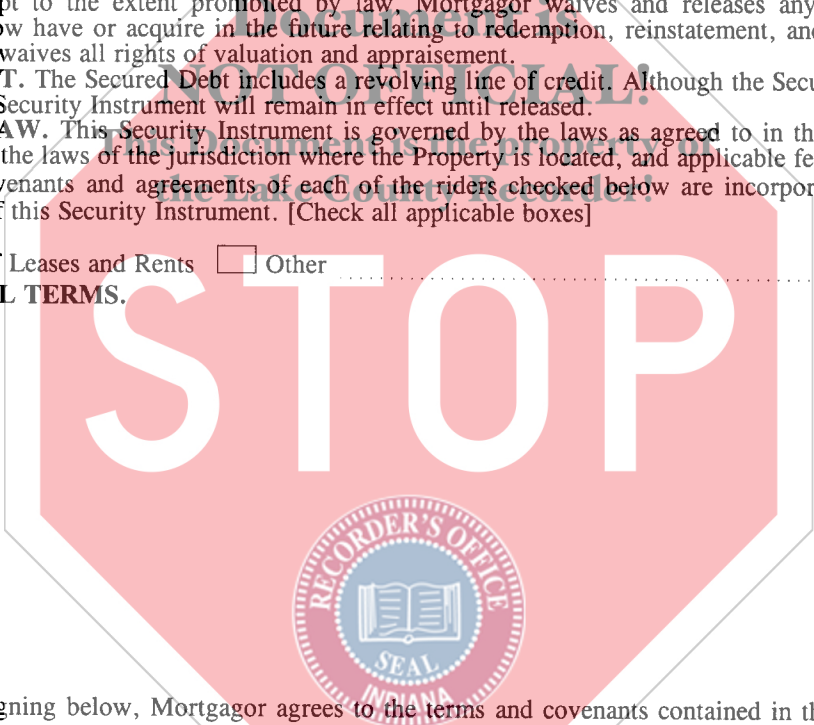 pt to the extent prohibited by law, Mortgagor waives and releases any
ow have or acquire in the future relating to redemption, reinstatement, and
waives all rights of valuation and appraisement.
T. The Secured Debt includes a revolving line of credit. Although the Secu
Security Instrument will remain in effect until released.
AW. This Security Instrument is governed by the laws as agreed to in th
the laws of the jurisdiction where the Property is located, and applicable fe
venants and agreements of each of the riders checked below are incorpor
f this Security Instrument. [Check all applicable boxes]
Leases and Rents Other
L TERMS.
Document is
NOT OFFICIAL!
This Document is the property of
the Lake County Recorder!
STOP
RECORDER'S OFFICE
SEAL
INDIANA
gning below, Mortgagor agrees to the terms and covenants contained in th